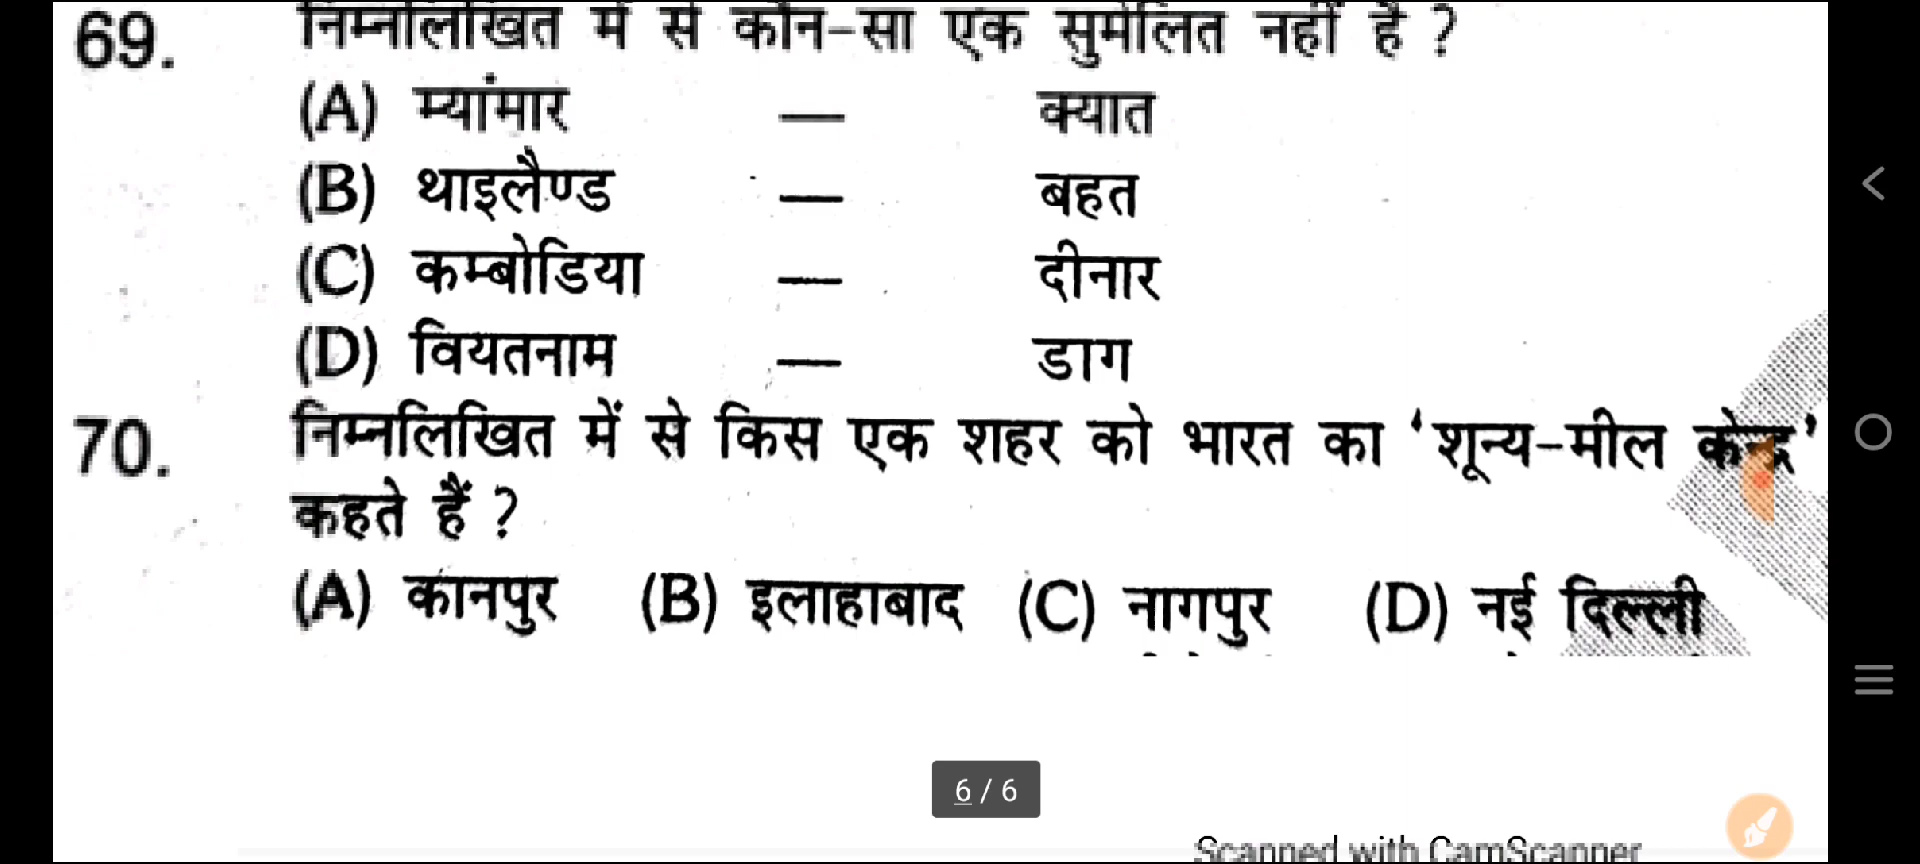 69. निम्नलिखित में से कौन-सा एक सुमेलित नहीं है ?
(A) म्यांमार — क्यात
(B) थाइलैण्ड — बहत
(C) कम्बोडिया — दीनार
(D) वियतनाम — डाग
70. निम्नलिखित में से किस एक शहर को भारत का ‘शून्य-मील केन्द्र’
कहते हैं ?
(A) कानपुर (B) इलाहाबाद (C) नागपुर (D) नई दिल्ली
6 / 6
Scanned with CamScanner